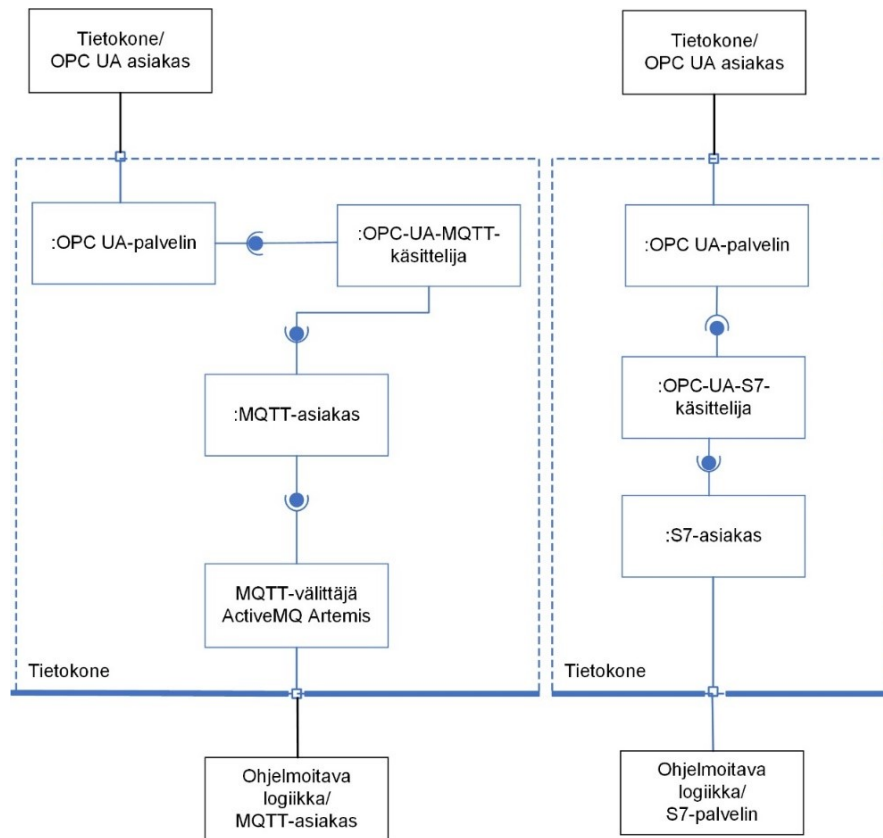 Tietokone/
OPC UA asiakas
:OPC UA-palvelin
:OPC-UA-MQTT-
käsittelija
:MQTT-asiakas
MQTT-välittäjä
ActiveMQ Artemis
Tietokone
Ohjelmoitava
logiikka/
MQTT-asiakas
Tietokone/
OPC UA asiakas
:OPC UA-palvelin
:OPC-UA-S7-
käsittelija
:S7-asiakas
Tietokone
Ohjelmoitava
logiikka/
S7-palvelin